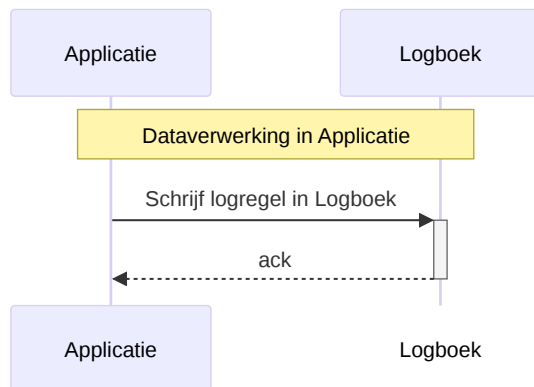 Applicatie
Logboek
Dataverwerking in Applicatie
Schrijf logregel in Logboek
ack
Applicatie
Logboek